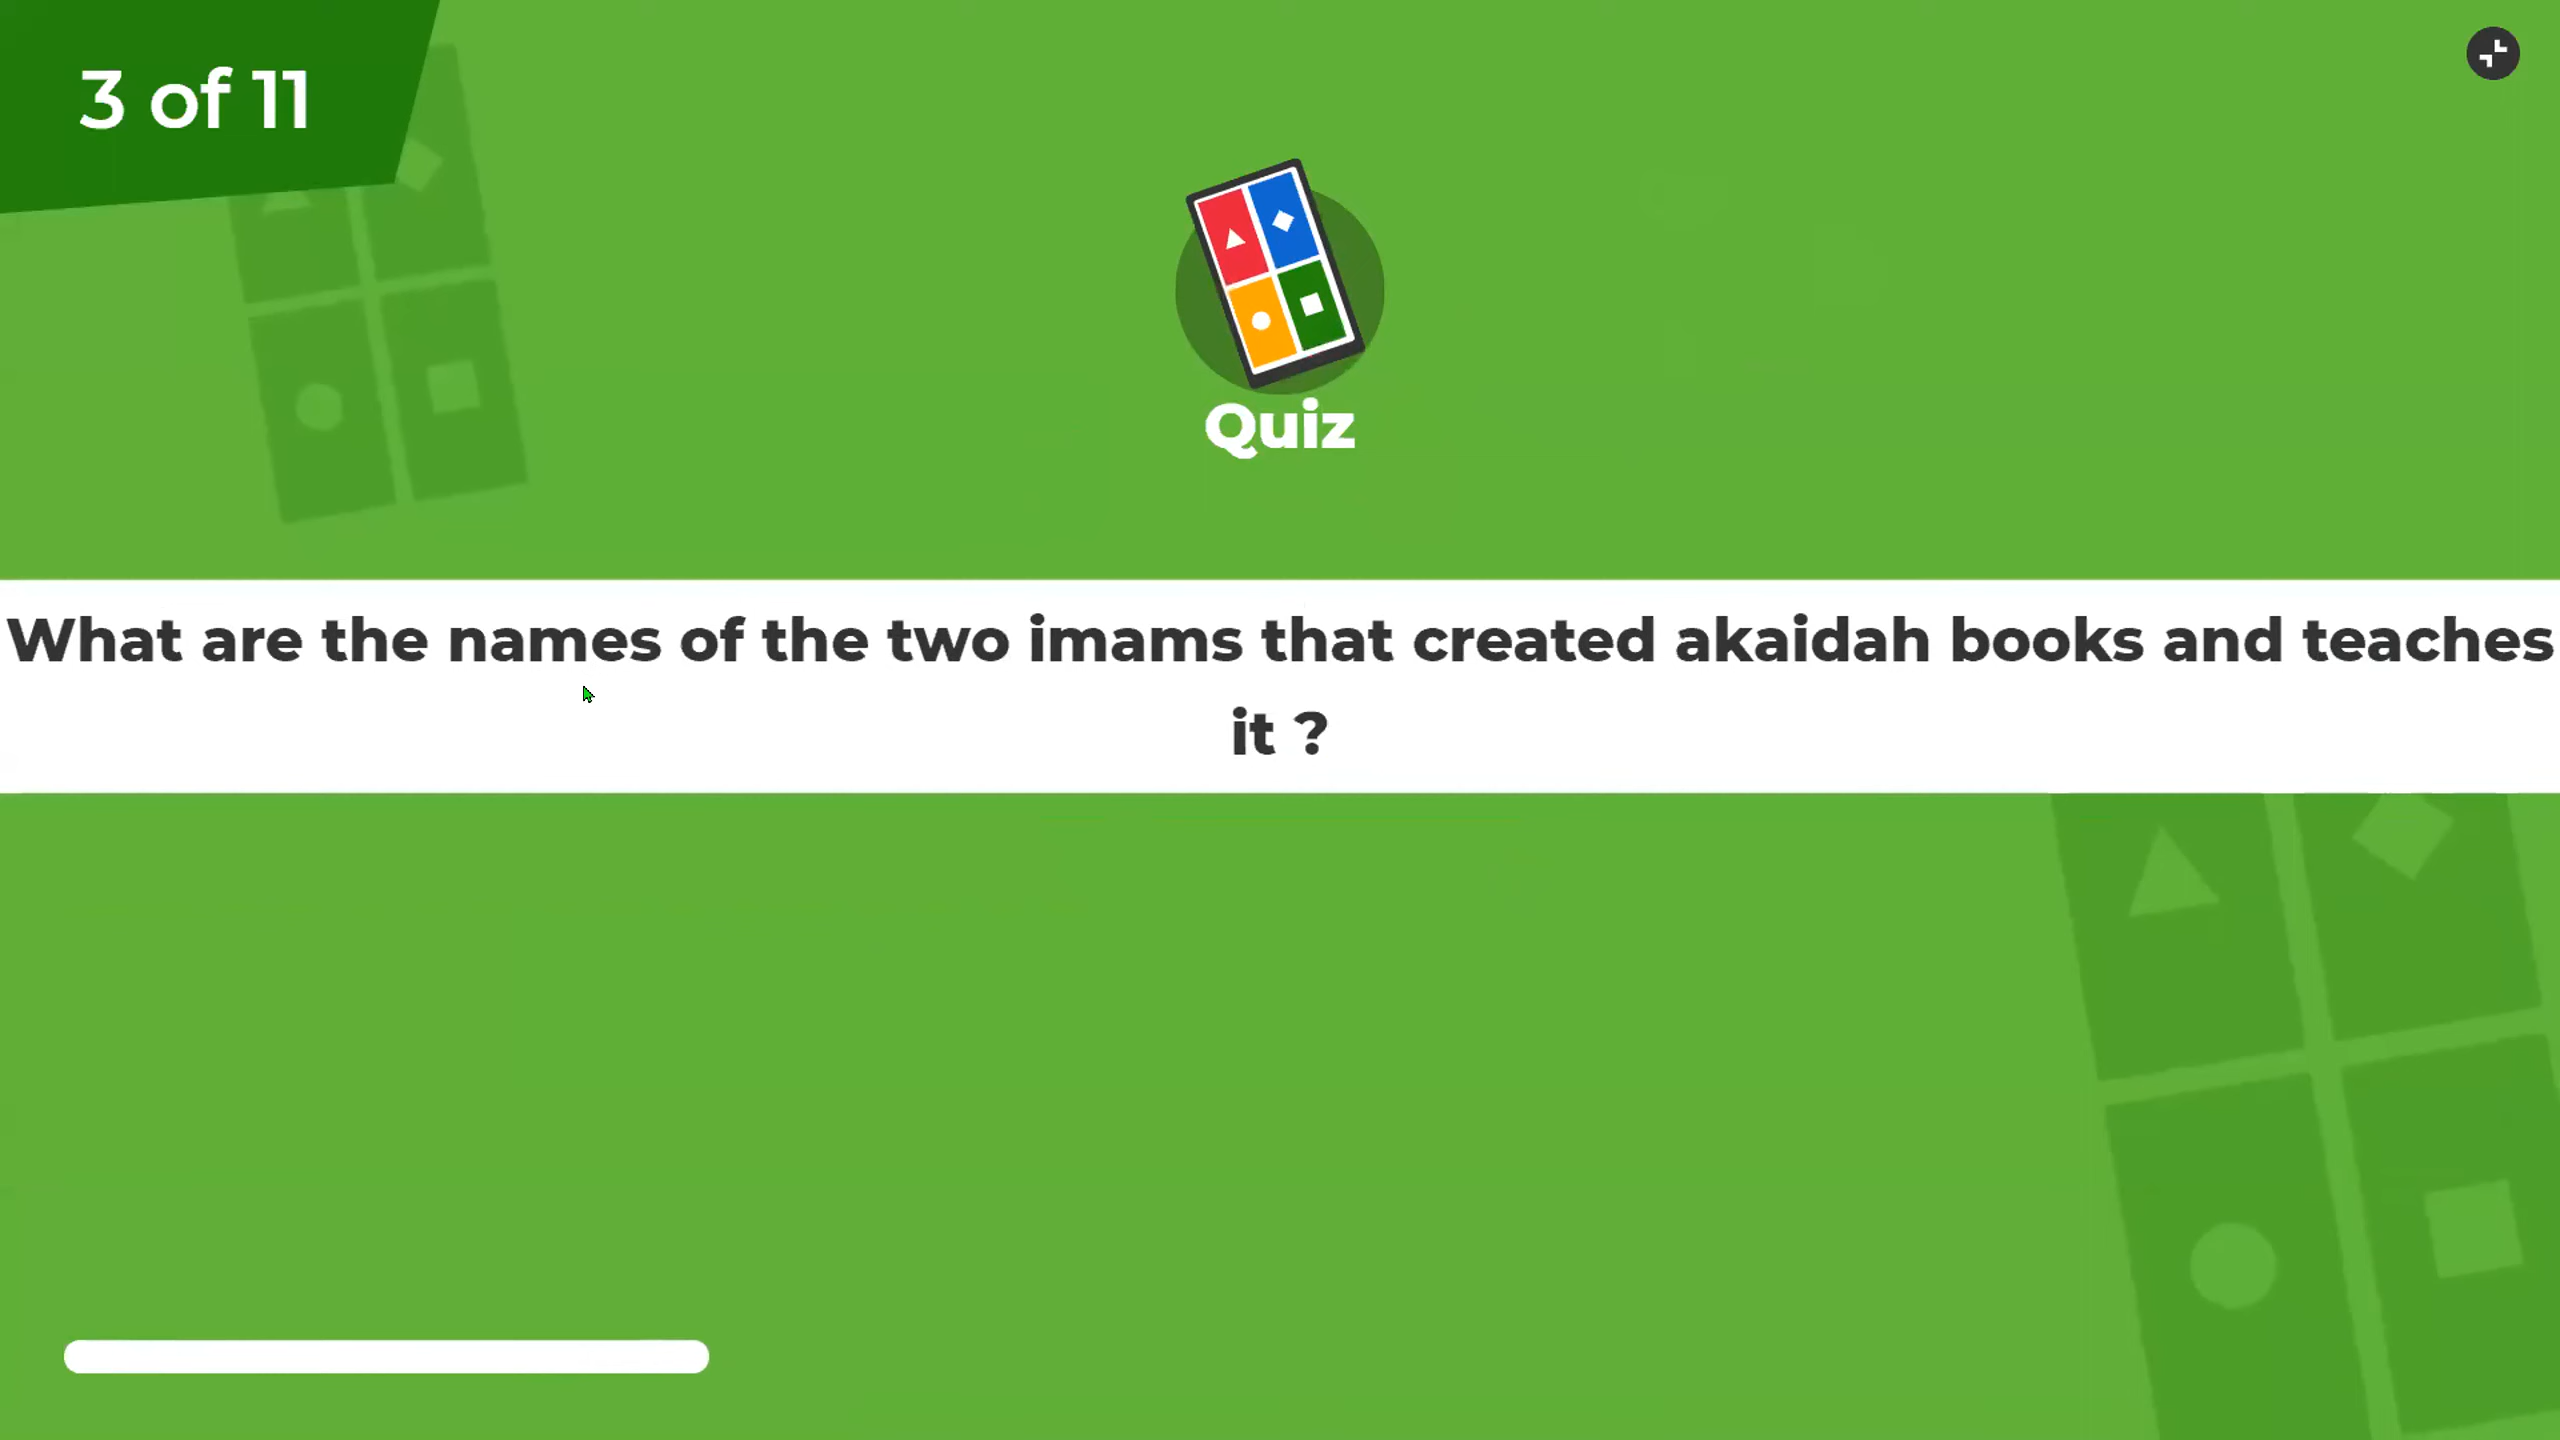 3 of 11
Quiz
What are the names of the two imams that created akaidah books and teaches
it ?